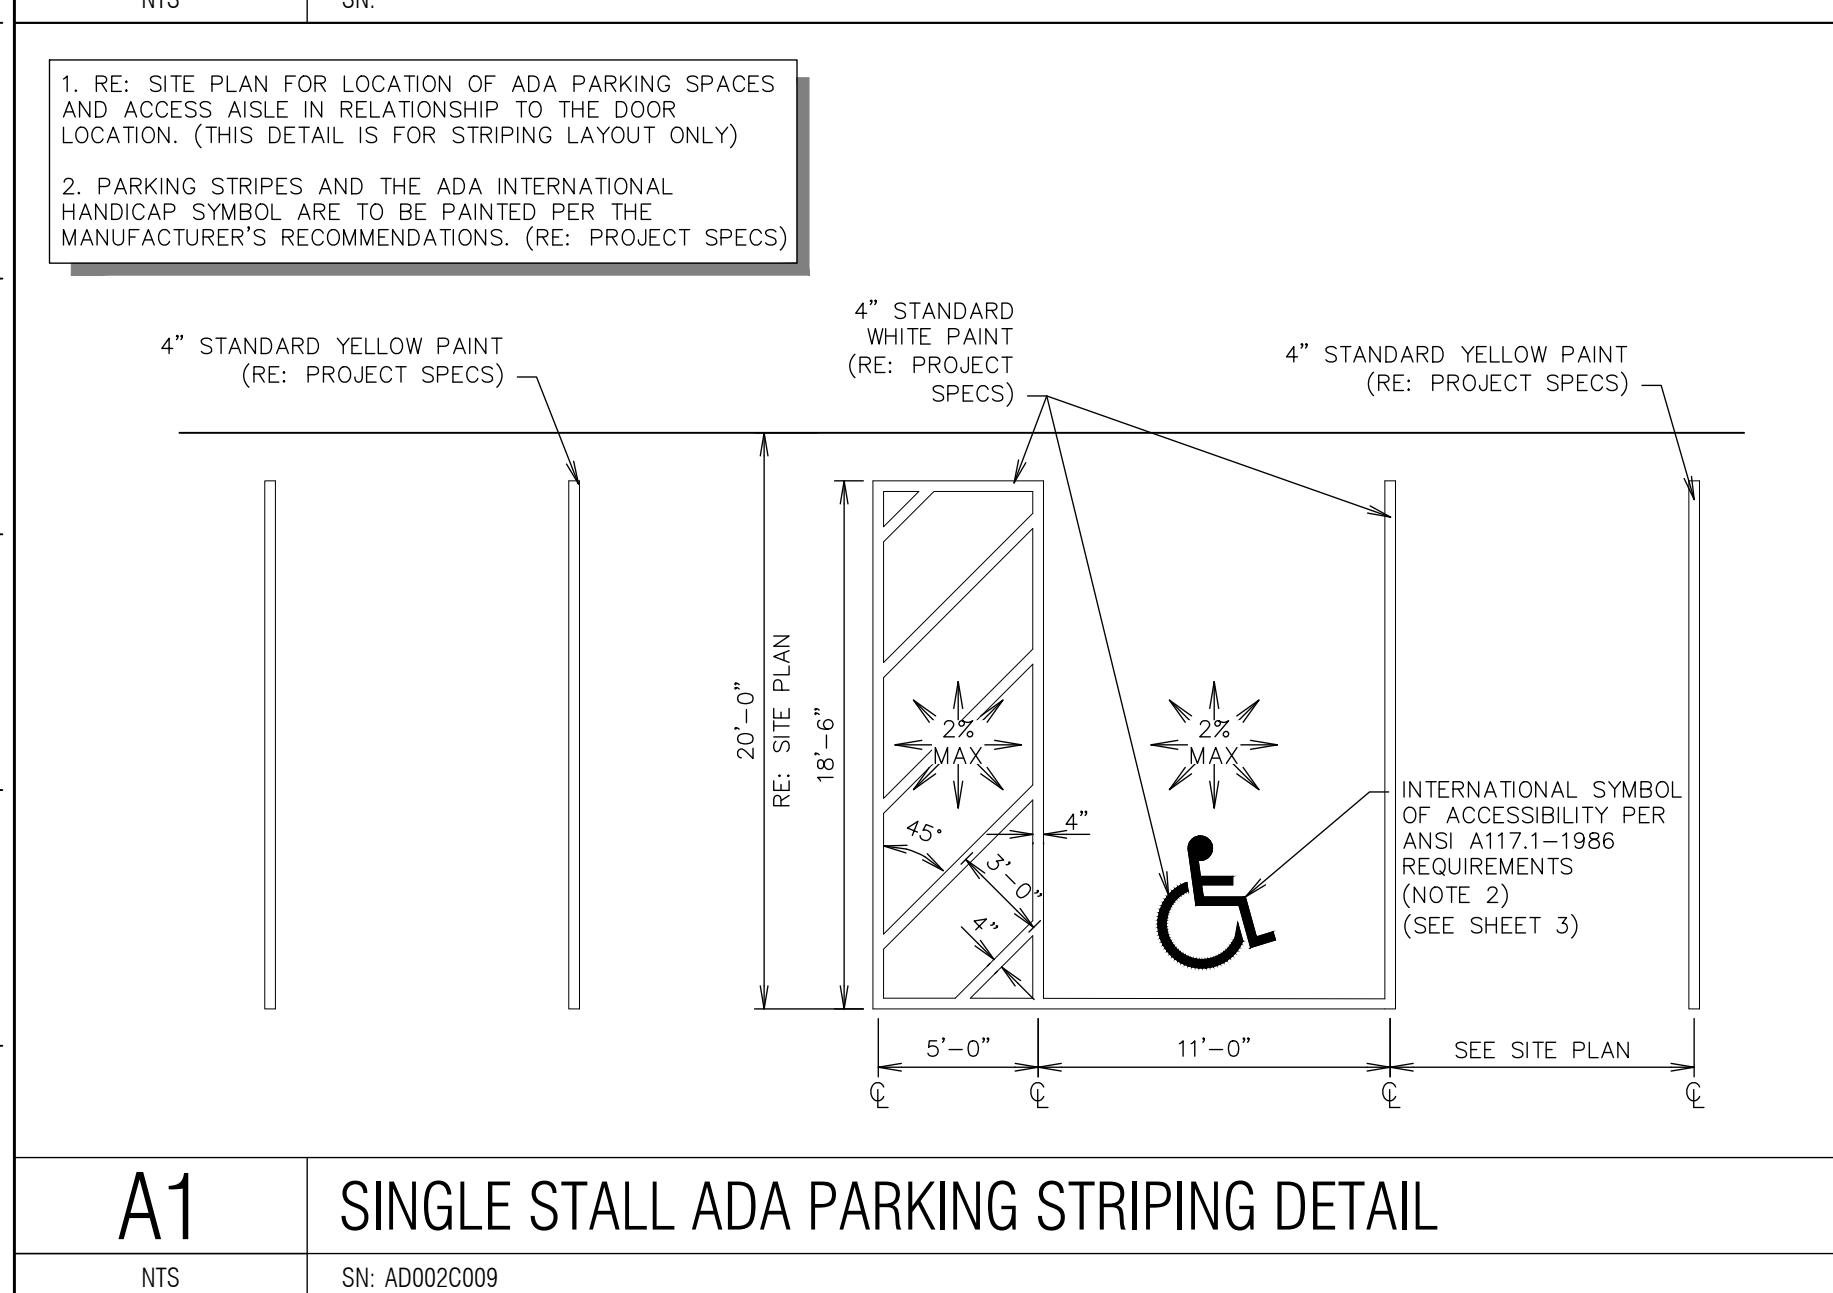 NTS
SN:
1. RE: SITE PLAN FOR LOCATION OF ADA PARKING SPACES
AND ACCESS AISLE IN RELATIONSHIP TO THE DOOR
LOCATION. (THIS DETAIL IS FOR STRIPING LAYOUT ONLY)
2. PARKING STRIPES AND THE ADA INTERNATIONAL
HANDICAP SYMBOL ARE TO BE PAINTED PER THE
MANUFACTURER'S RECOMMENDATIONS. (RE: PROJECT SPECS)
4" STANDARD YELLOW PAINT
(RE: PROJECT SPECS)
4" STANDARD
WHITE PAINT
(RE: PROJECT
SPECS)
4" STANDARD YELLOW PAINT
(RE: PROJECT SPECS)
20'-0"
RE: SITE PLAN
18'-6"
2%
MAX
2%
MAX
45°
4"
3'-0"
4"
INTERNATIONAL SYMBOL
OF ACCESSIBILITY PER
ANSI A117.1-1986
REQUIREMENTS
(NOTE 2)
(SEE SHEET 3)
5'-0"
11'-0"
SEE SITE PLAN
℄
℄
℄
℄
A1
SINGLE STALL ADA PARKING STRIPING DETAIL
NTS
SN: AD002C009